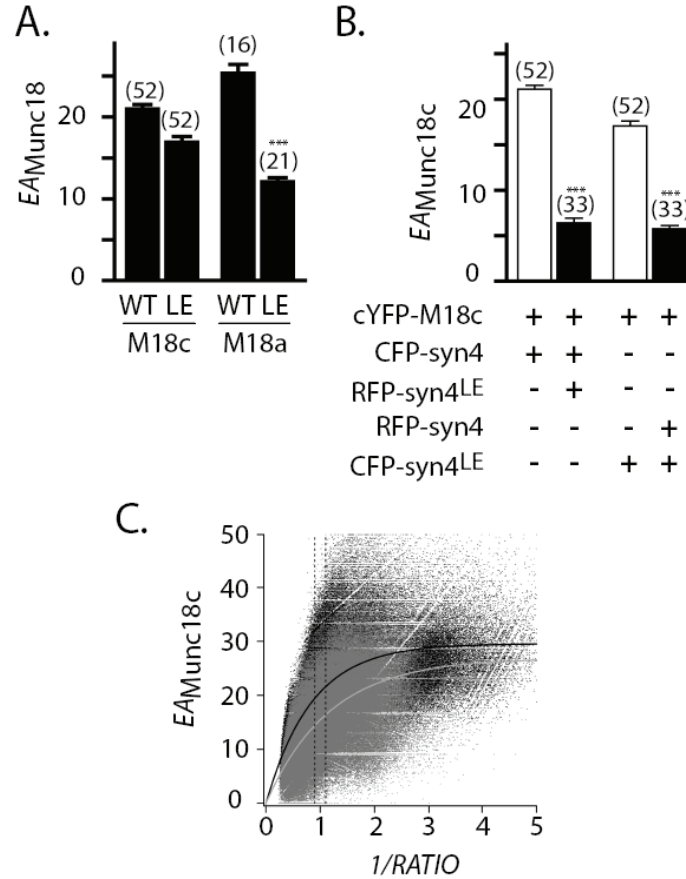 A.
EAMunc18
20
10
0
(52)
(52)
(16)
***
(21)
WT LE WT LE
M18c M18a
B.
EAMunc18c
20
10
0
(52)
***
(33)
(52)
***
(33)
cYFP-M18c + + + +
CFP-syn4 + + - -
RFP-syn4LE - + - -
RFP-syn4 - - - +
CFP-syn4LE - - + +
C.
EAMunc18c
50
40
30
20
10
0
0 1 2 3 4 5
1/RATIO